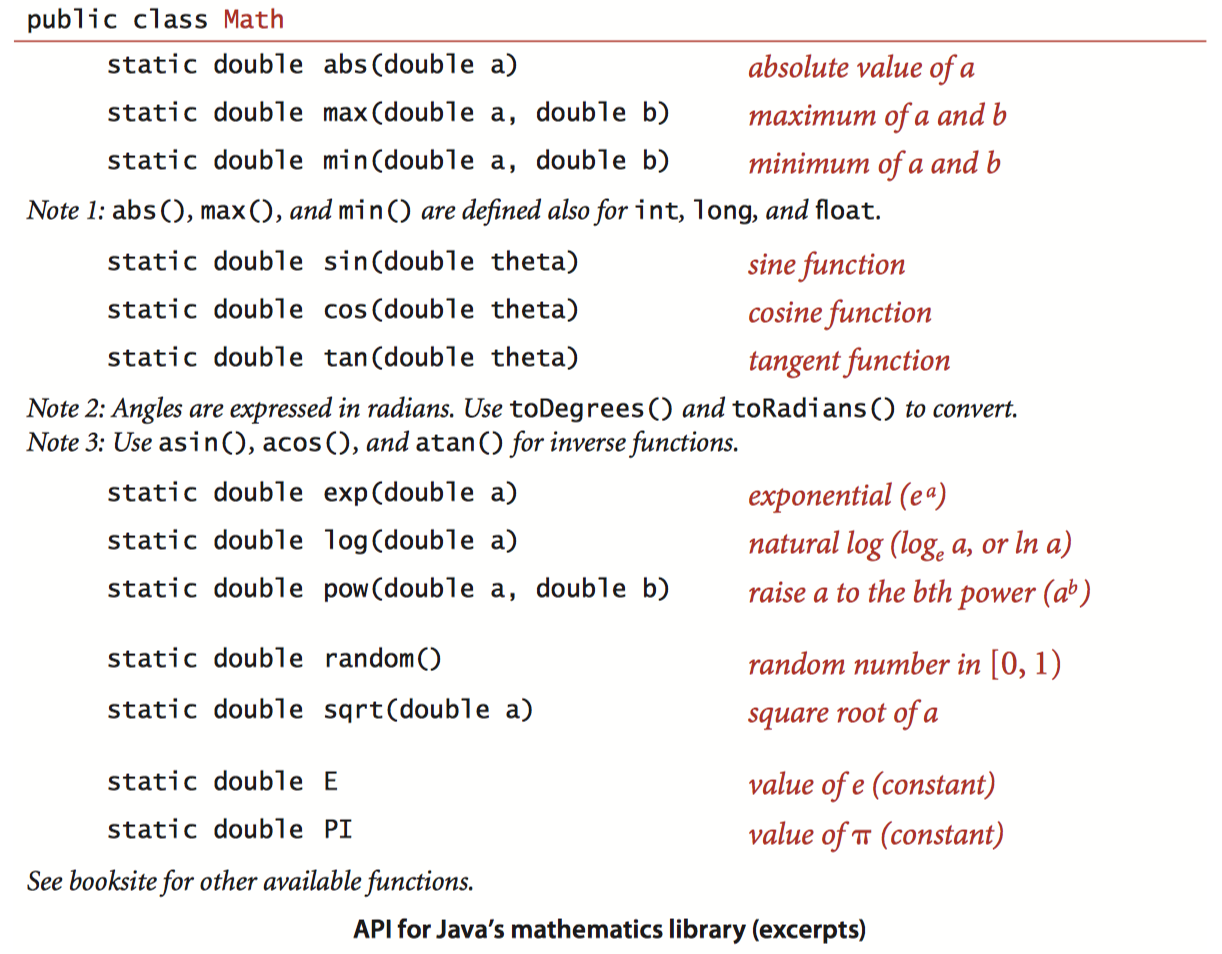 public class Math
static double abs(double a) absolute value of a
static double max(double a, double b) maximum of a and b
static double min(double a, double b) minimum of a and b
Note 1: abs(), max(), and min() are defined also for int, long, and float.
static double sin(double theta) sine function
static double cos(double theta) cosine function
static double tan(double theta) tangent function
Note 2: Angles are expressed in radians. Use toDegrees() and toRadians() to convert.
Note 3: Use asin(), acos(), and atan() for inverse functions.
static double exp(double a) exponential (eᵃ)
static double log(double a) natural log (logₑ a, or ln a)
static double pow(double a, double b) raise a to the bth power (aᵇ)
static double random() random number in [0, 1)
static double sqrt(double a) square root of a
static double E value of e (constant)
static double PI value of π (constant)
See booksite for other available functions.
API for Java’s mathematics library (excerpts)